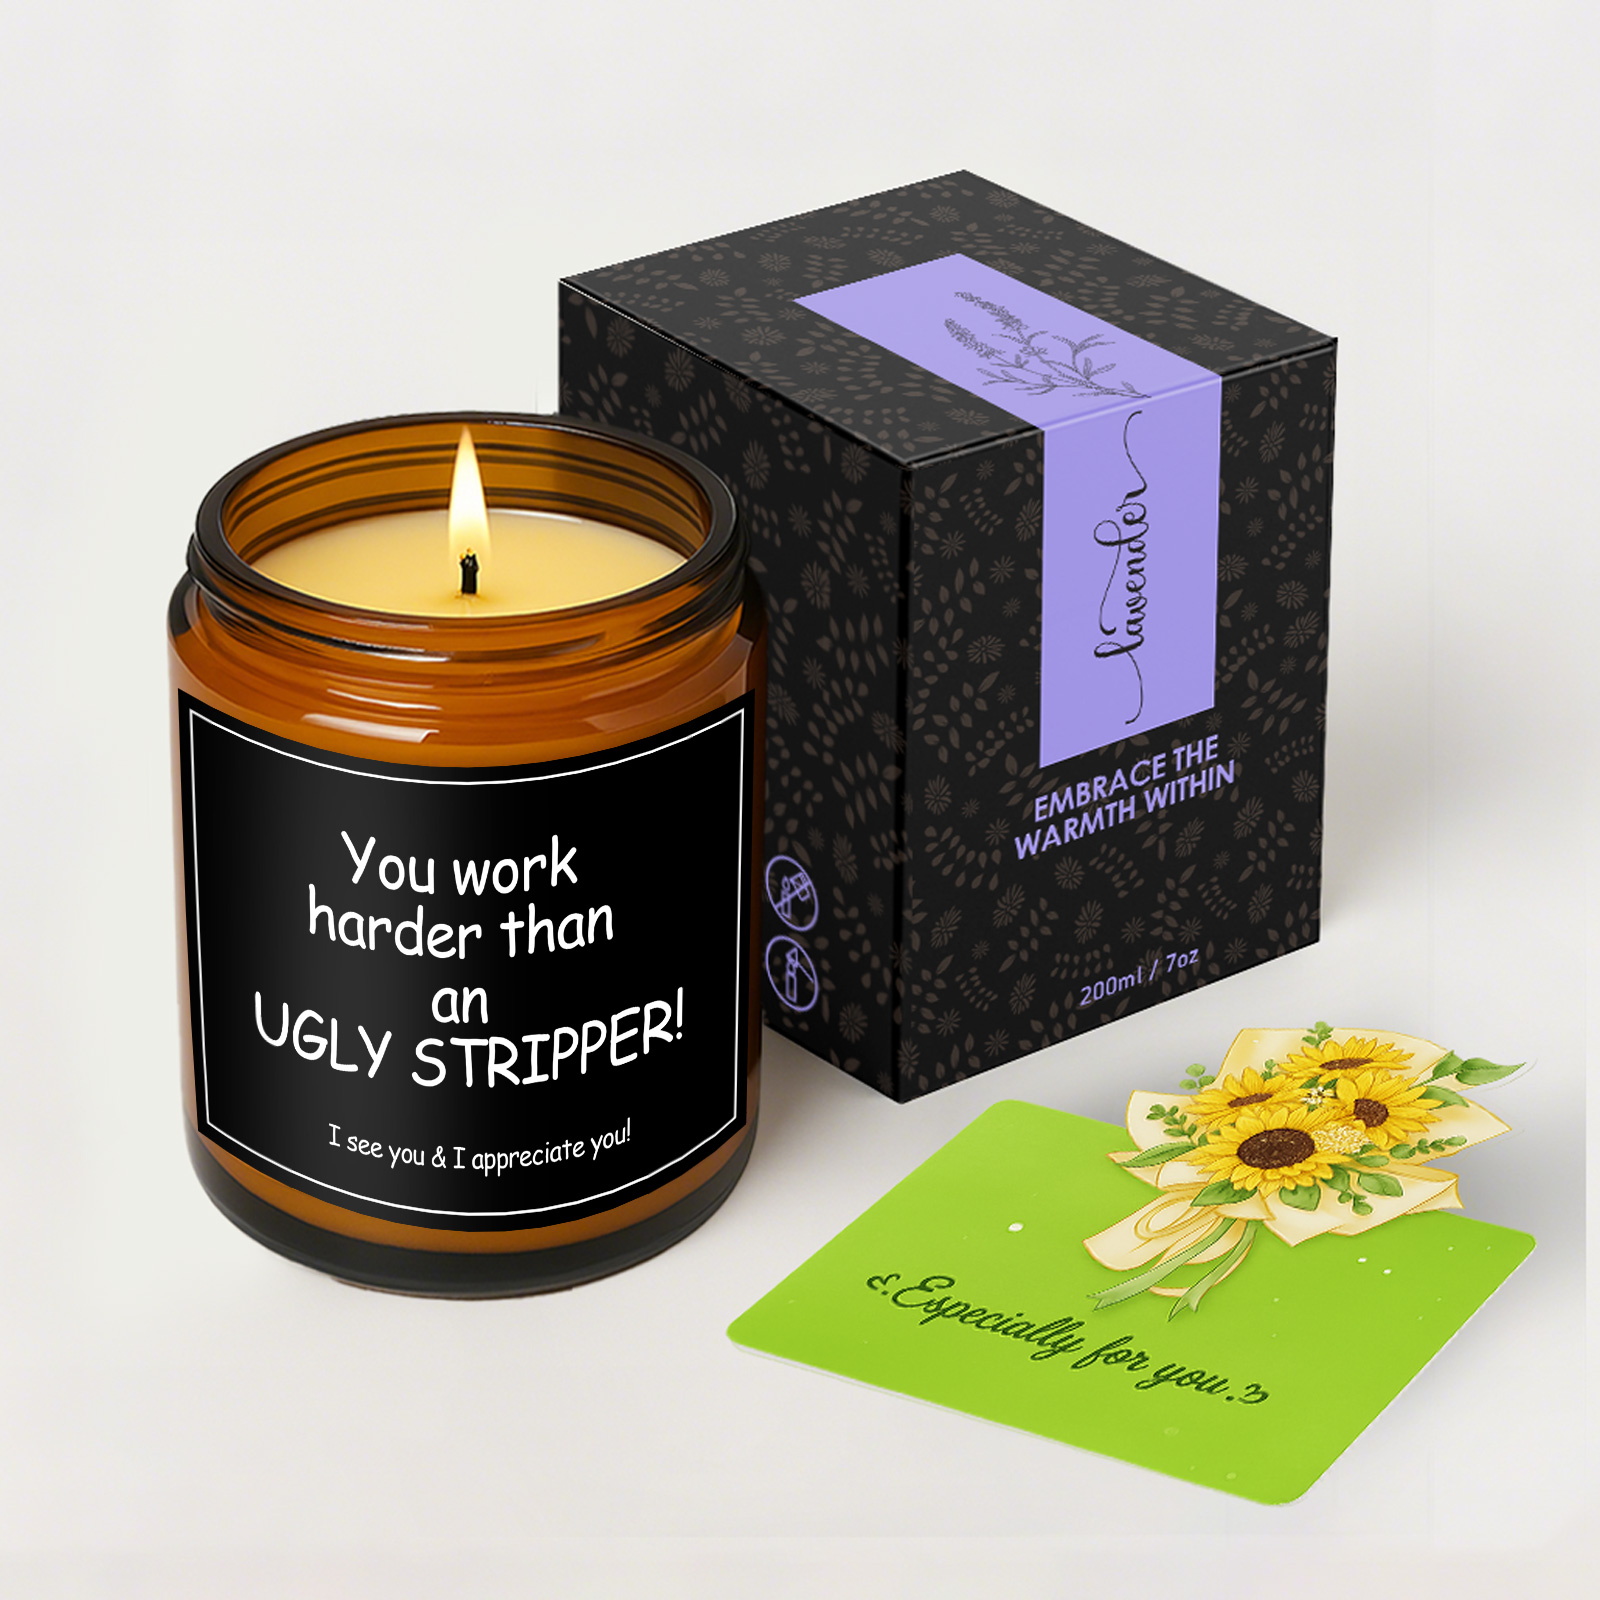 You work
harder than
an
UGLY STRIPPER!
I see you & I appreciate you!
lavender
EMBRACE THE
WARMTH WITHIN
200ml / 7oz
Especially for you.